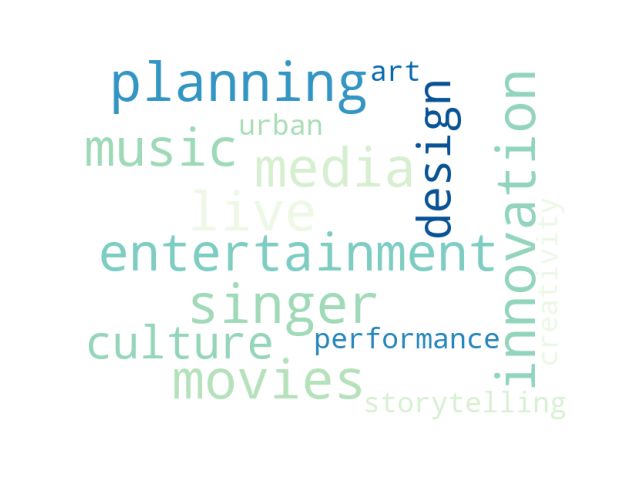 planning
art
design
innovation
urban
music
media
live
creativity
entertainment
singer
culture
performance
movies
storytelling